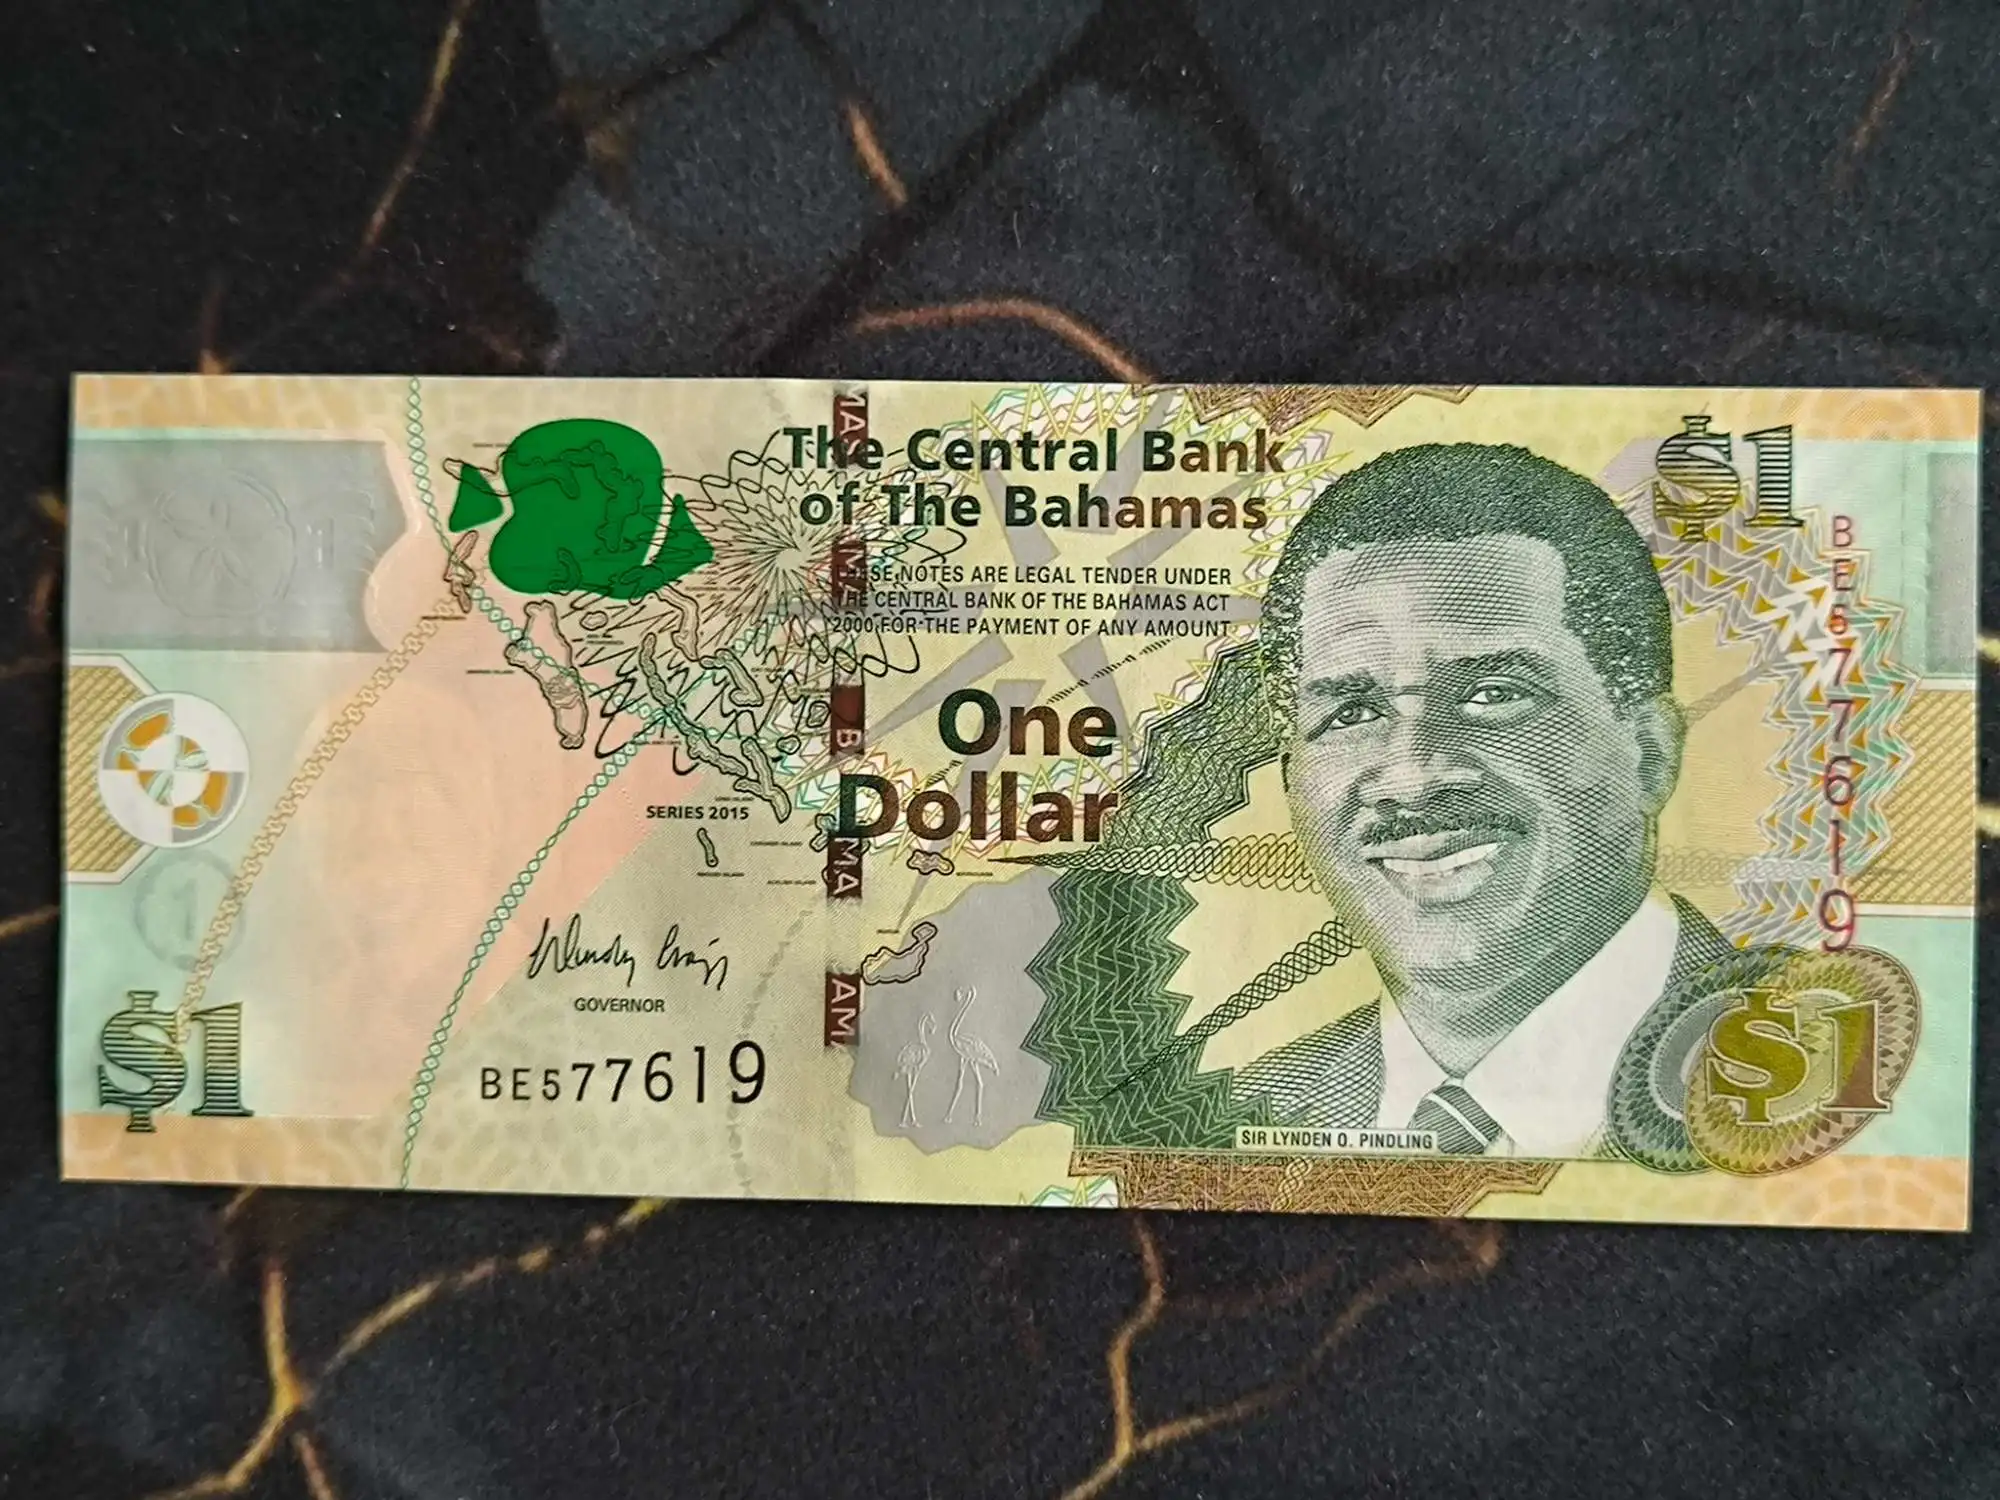 The Central Bank
of The Bahamas
THESE NOTES ARE LEGAL TENDER UNDER
THE CENTRAL BANK OF THE BAHAMAS ACT
2000 FOR THE PAYMENT OF ANY AMOUNT
One
Dollar
SERIES 2015
Wendy Craigg
GOVERNOR
BE577619
$1
$1
BE577619
$1
SIR LYNDEN O. PINDLING